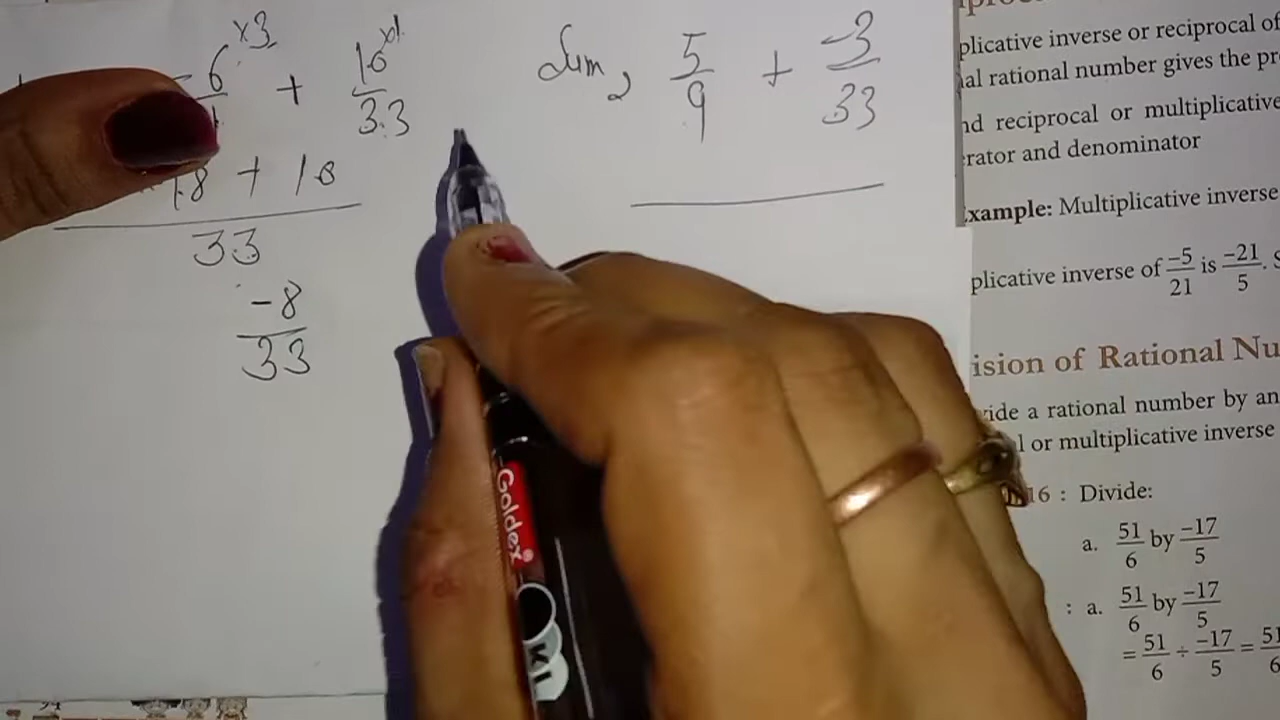 ×3 ×1
-6 + 10
33
18 + 10
33
-8
33
Sum, 5/9 + -3/33
plicative inverse or reciprocal of
al rational number gives the pr
nd reciprocal or multiplicative
rator and denominator
xample: Multiplicative inverse
plicative inverse of -5/21 is -21/5. S
ision of Rational Nu
ide a rational number by an
l or multiplicative inverse
16 : Divide:
a. 51/6 by -17/5
: a. 51/6 by -17/5
= 51/6 ÷ -17/5 = 51/6
Goldex